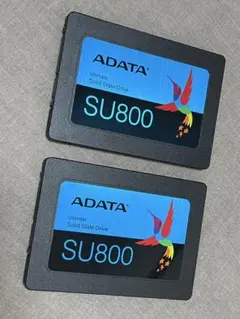 ADATA
Ultimate
Solid State Drive
SU800
ADATA
Ultimate
Solid State Drive
SU800